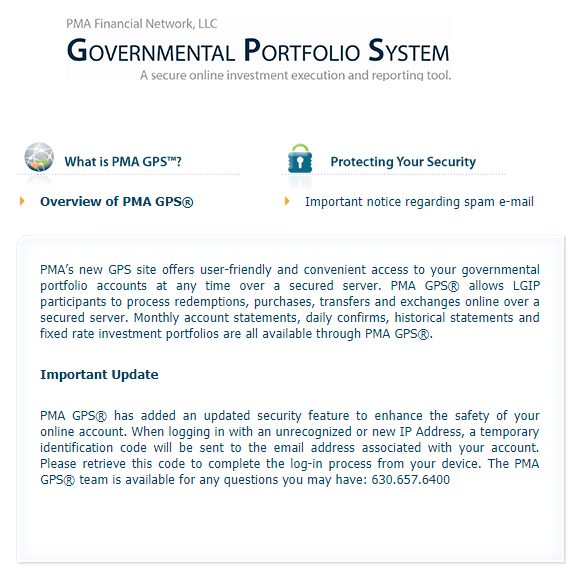 PMA Financial Network, LLC
GOVERNMENTAL PORTFOLIO SYSTEM
A secure online investment execution and reporting tool.
What is PMA GPS™?
Protecting Your Security
Overview of PMA GPS®
Important notice regarding spam e-mail
PMA's new GPS site offers user-friendly and convenient access to your governmental
portfolio accounts at any time over a secured server. PMA GPS® allows LGIP
participants to process redemptions, purchases, transfers and exchanges online over a
secured server. Monthly account statements, daily confirms, historical statements and
fixed rate investment portfolios are all available through PMA GPS®.
Important Update
PMA GPS® has added an updated security feature to enhance the safety of your
online account. When logging in with an unrecognized or new IP Address, a temporary
identification code will be sent to the email address associated with your account.
Please retrieve this code to complete the log-in process from your device. The PMA
GPS® team is available for any questions you may have: 630.657.6400